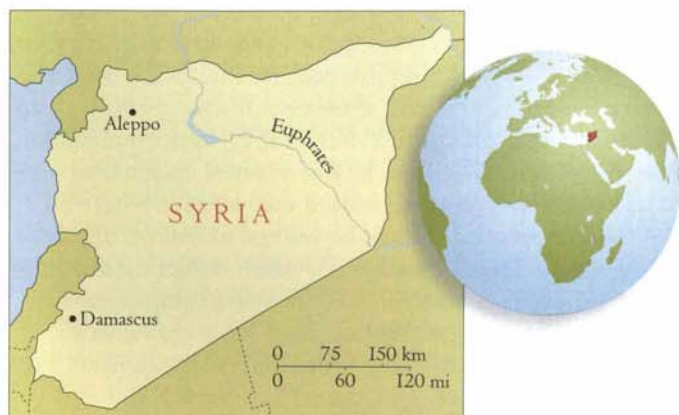 Aleppo
Euphrates
SYRIA
Damascus
0 75 150 km
0 60 120 mi